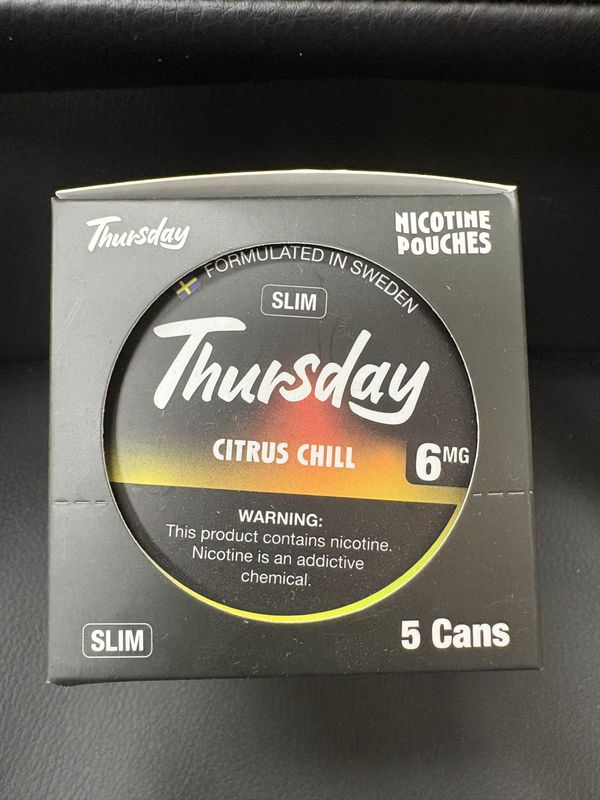 Thursday
NICOTINE
POUCHES
FORMULATED IN SWEDEN
SLIM
Thursday
CITRUS CHILL
6MG
WARNING:
This product contains nicotine.
Nicotine is an addictive
chemical.
SLIM
5 Cans